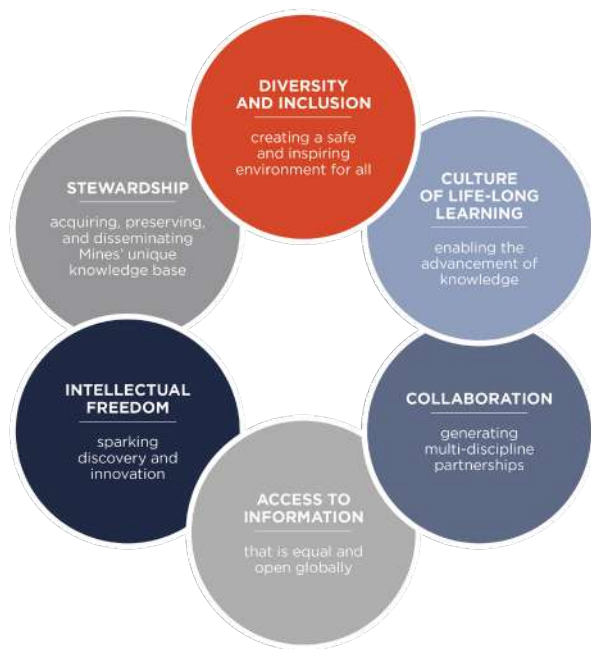 DIVERSITY
AND INCLUSION
creating a safe
and inspiring
environment for all
CULTURE
OF LIFE-LONG
LEARNING
enabling the
advancement of
knowledge
COLLABORATION
generating
multi-discipline
partnerships
ACCESS TO
INFORMATION
that is equal and
open globally
INTELLECTUAL
FREEDOM
sparking
discovery and
innovation
STEWARDSHIP
acquiring, preserving,
and disseminating
Mines' unique
knowledge base